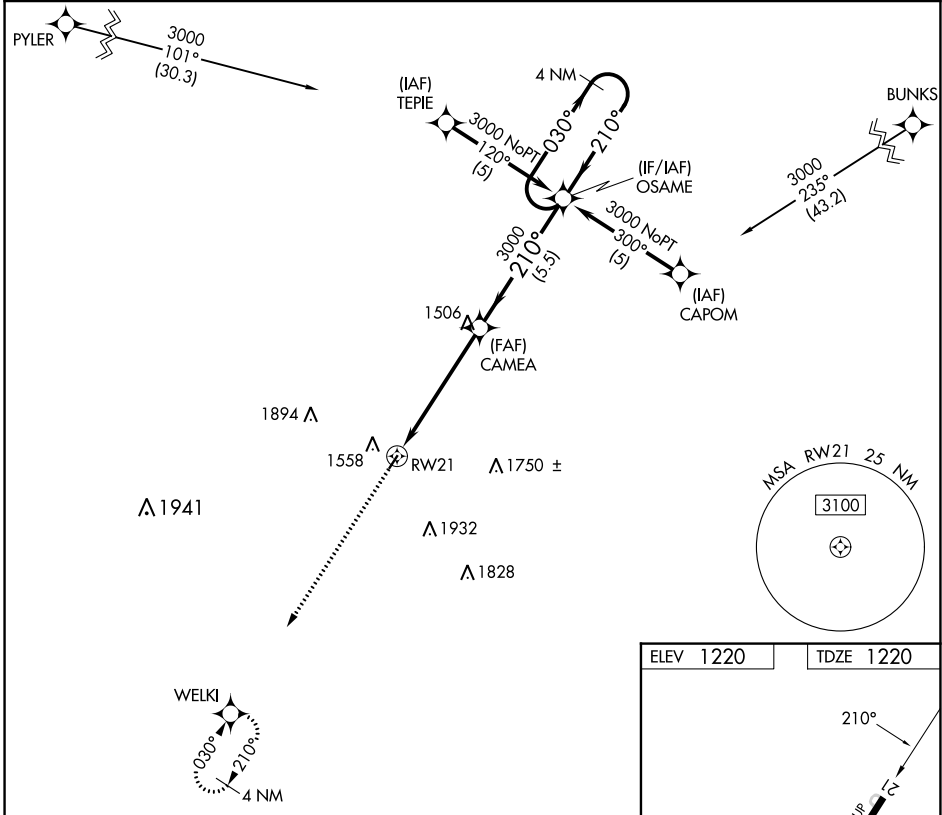 PYLER
3000
101°
(30.3)
(IAF)
TEPIE
3000 NoPT
120°
(5)
4 NM
030°
210°
(IF/IAF)
OSAME
BUNKS
3000
235°
(43.2)
3000 NoPT
300°
(5)
(IAF)
CAPOM
3000
210°
(5.5)
1506
(FAF)
CAMEA
1894
1558
RW21
1750 ±
1941
1932
1828
MSA RW21 25 NM
3100
WELKI
030°
210°
4 NM
ELEV 1220
TDZE 1220
210°
21
UP